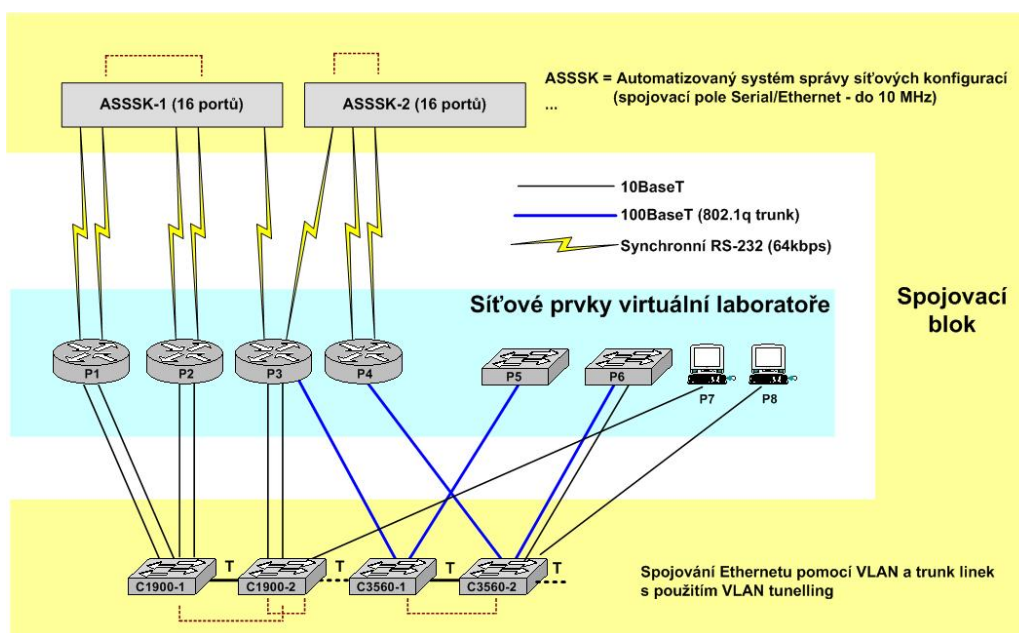 ASSSK-1 (16 portů)
ASSSK-2 (16 portů)
ASSSK = Automatizovaný systém správy síťových konfigurací
(spojovací pole Serial/Ethernet - do 10 MHz)
...
10BaseT
100BaseT (802.1q trunk)
Synchronní RS-232 (64kbps)
Síťové prvky virtuální laboratoře
Spojovací
blok
P1
P2
P3
P4
P5
P6
P7
P8
T
T
T
T
C1900-1
C1900-2
C3560-1
C3560-2
Spojování Ethernetu pomocí VLAN a trunk linek
s použitím VLAN tunelling